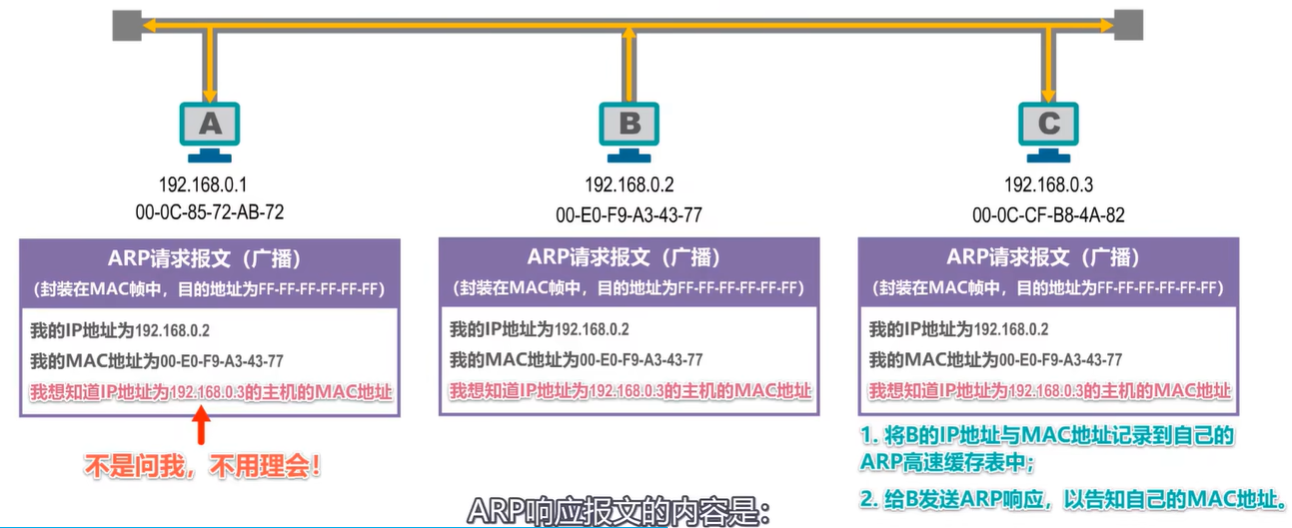 A
B
C
192.168.0.1
00-0C-85-72-AB-72
192.168.0.2
00-E0-F9-A3-43-77
192.168.0.3
00-0C-CF-B8-4A-82
ARP请求报文（广播）
（封装在MAC帧中，目的地址为FF-FF-FF-FF-FF-FF）
我的IP地址为192.168.0.2
我的MAC地址为00-E0-F9-A3-43-77
我想知道IP地址为192.168.0.3的主机的MAC地址
不是问我，不用理会！
ARP请求报文（广播）
（封装在MAC帧中，目的地址为FF-FF-FF-FF-FF-FF）
我的IP地址为192.168.0.2
我的MAC地址为00-E0-F9-A3-43-77
我想知道IP地址为192.168.0.3的主机的MAC地址
ARP请求报文（广播）
（封装在MAC帧中，目的地址为FF-FF-FF-FF-FF-FF）
我的IP地址为192.168.0.2
我的MAC地址为00-E0-F9-A3-43-77
我想知道IP地址为192.168.0.3的主机的MAC地址
1. 将B的IP地址与MAC地址记录到自己的
ARP高速缓存表中；
2. 给B发送ARP响应，以告知自己的MAC地址。
ARP响应报文的内容是：